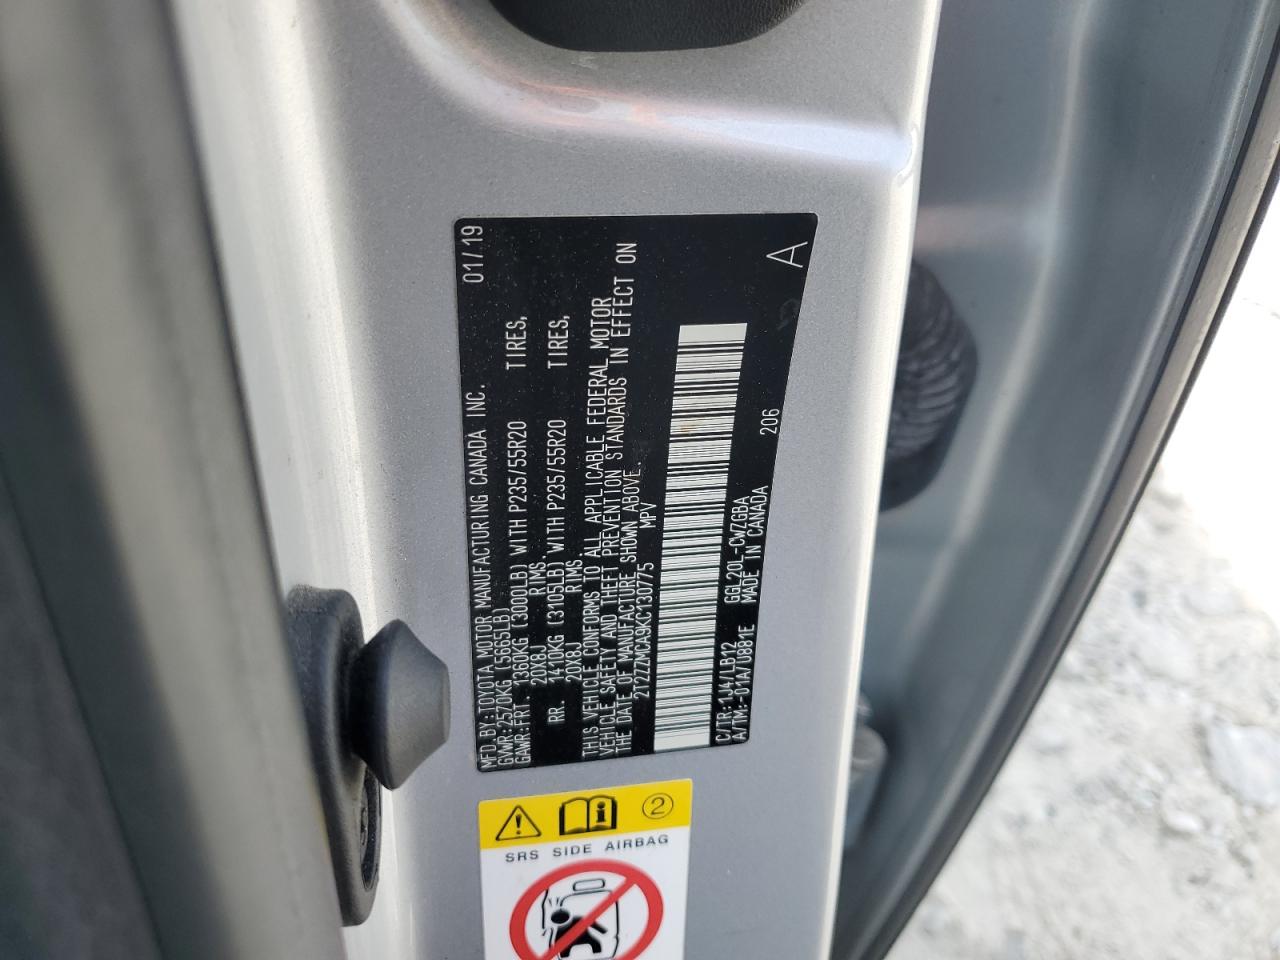 MFD.BY:TOYOTA MOTOR MANUFACTURING CANADA INC. 01/19
GVWR:2570KG (5665LB)
GAWR:FRT. 1360KG (3000LB) WITH P235/55R20 TIRES,
20X8J RIMS.
RR. 1410KG (3105LB) WITH P235/55R20 TIRES,
20X8J RIMS
THIS VEHICLE CONFORMS TO ALL APPLICABLE FEDERAL MOTOR
VEHICLE SAFETY AND THEFT PREVENTION STANDARDS IN EFFECT ON
THE DATE OF MANUFACTURE SHOWN ABOVE.
2T2ZZMCA9KC130775 MPV
C/TR:1J4/LB12 GGL20L-CWZGBA
A/TM:-01A/U881E MADE IN CANADA 206
A
2
SRS SIDE AIRBAG